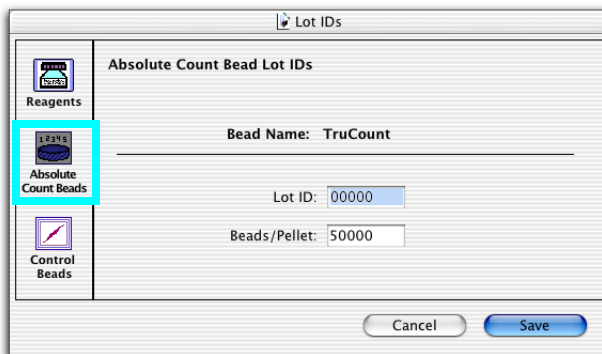 Lot IDs
Reagents
12345
Absolute
Count Beads
Control
Beads
Absolute Count Bead Lot IDs
Bead Name: TruCount
Lot ID: 00000
Beads/Pellet: 50000
Cancel Save